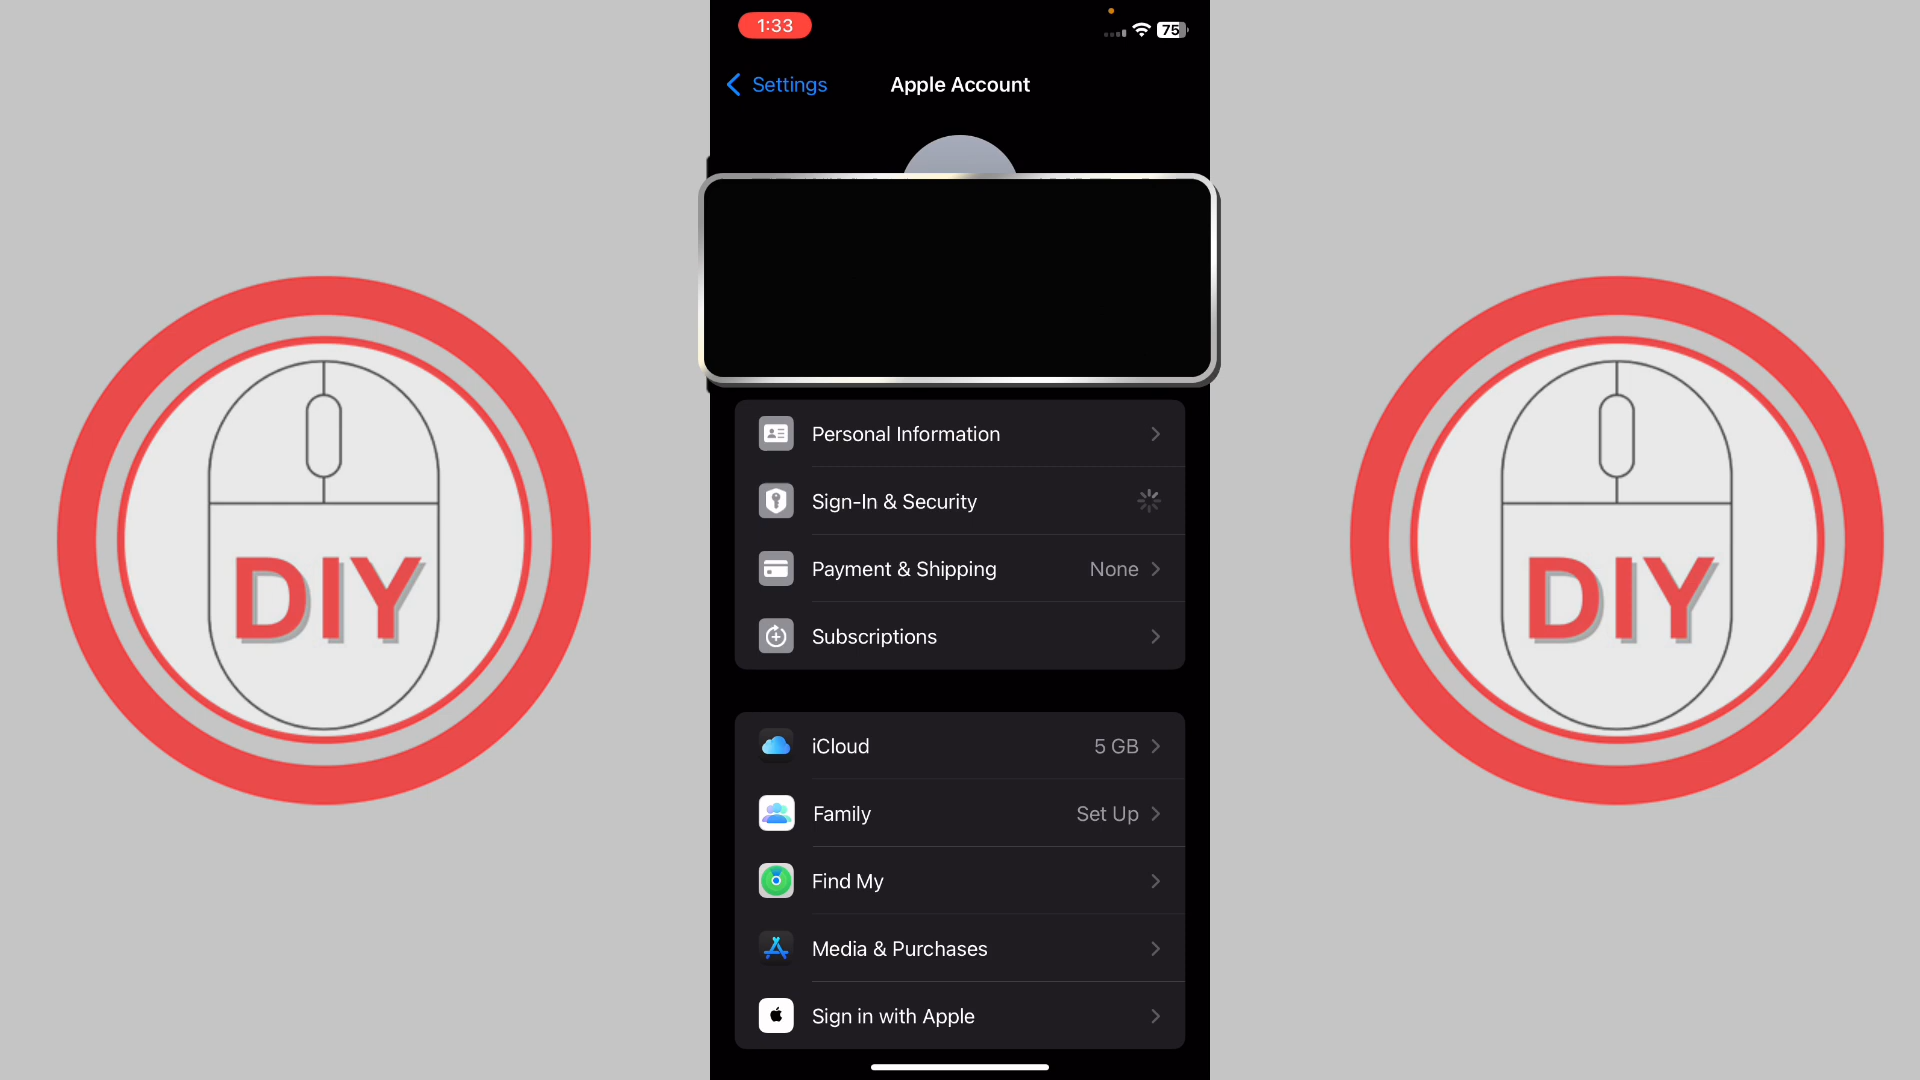 1:33
75
Settings
Apple Account
Personal Information
Sign-In & Security
Payment & Shipping None
Subscriptions
iCloud 5 GB
Family Set Up
Find My
Media & Purchases
Sign in with Apple
DIY
DIY